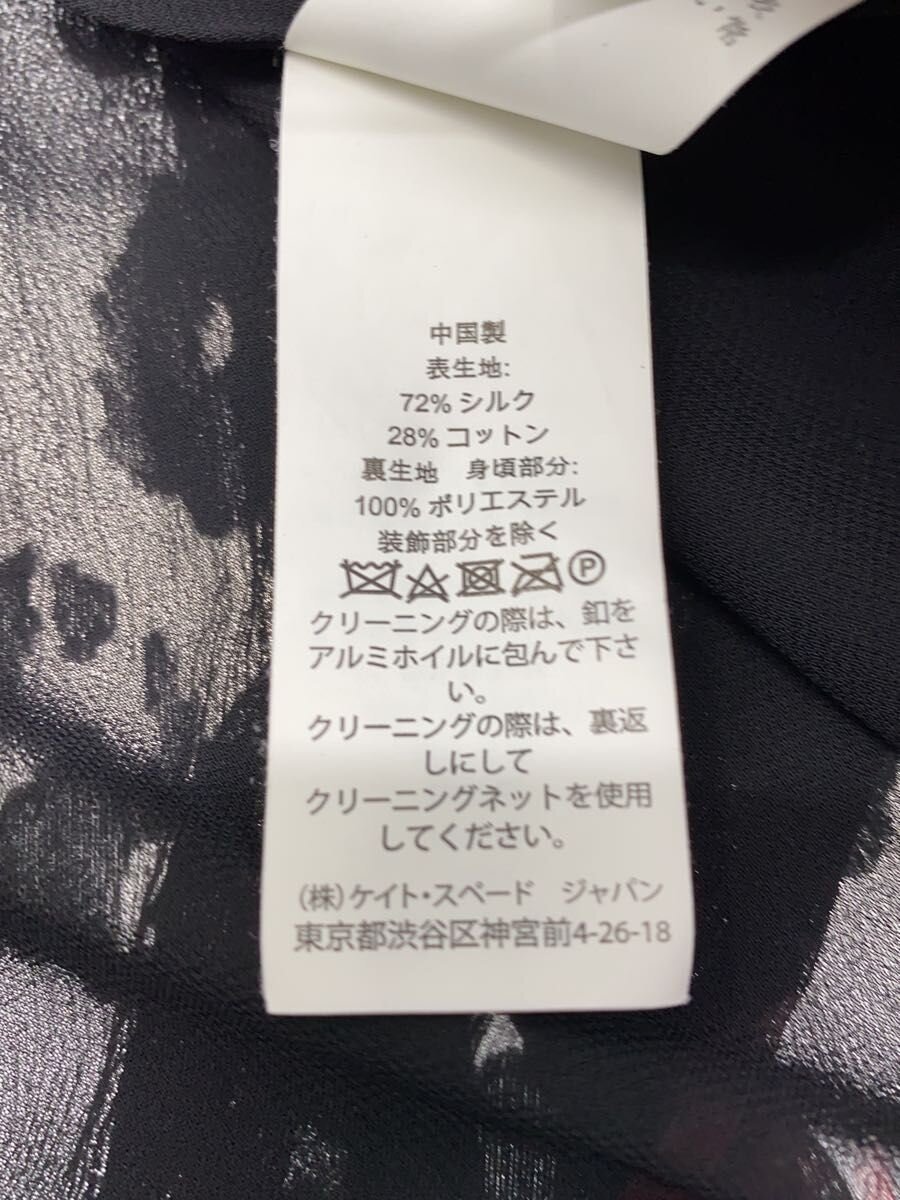 い常
中国製
表生地:
72% シルク
28% コットン
裏生地　身頃部分:
100% ポリエステル
装飾部分を除く
P
クリーニングの際は、釦を
アルミホイルに包んで下さ
い。
クリーニングの際は、裏返
しにして
クリーニングネットを使用
してください。
（株）ケイト・スペード　ジャパン
東京都渋谷区神宮前4-26-18